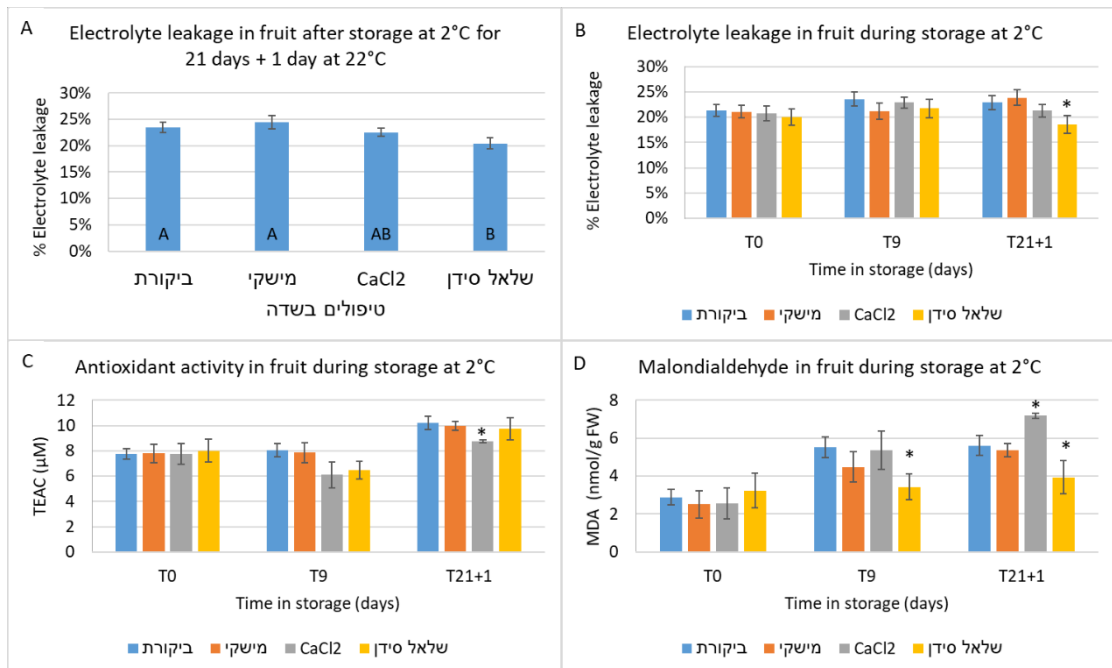 A
Electrolyte leakage in fruit after storage at 2°C for
21 days + 1 day at 22°C
% Electrolyte leakage
30%
25%
20%
15%
10%
5%
0%
A
A
AB
B
ביקורת
מישקי
CaCl2
שלאל סידן
טיפולים בשדה
B
Electrolyte leakage in fruit during storage at 2°C
% Electrolyte leakage
30%
25%
20%
15%
10%
5%
0%
*
T0
T9
T21+1
Time in storage (days)
ביקורת
מישקי
CaCl2
שלאל סידן
C
Antioxidant activity in fruit during storage at 2°C
TEAC (µM)
12
10
8
6
4
2
0
*
T0
T9
T21+1
Time in storage (days)
ביקורת
מישקי
CaCl2
שלאל סידן
D
Malondialdehyde in fruit during storage at 2°C
MDA (nmol/g FW)
8
6
4
2
0
*
*
*
T0
T9
T21+1
Time in storage (days)
ביקורת
מישקי
CaCl2
שלאל סידן